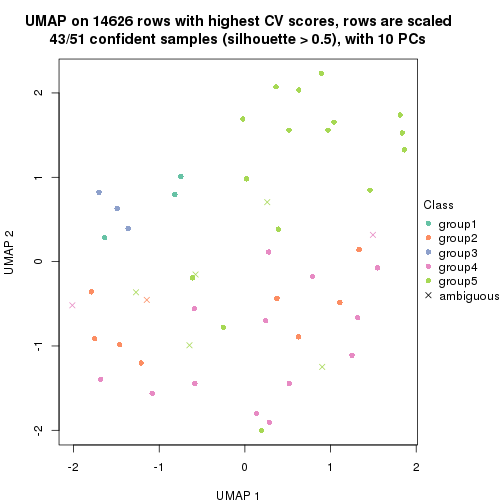 UMAP on 14626 rows with highest CV scores, rows are scaled
43/51 confident samples (silhouette > 0.5), with 10 PCs
UMAP 2
2
1
0
-1
-2
-2
-1
0
1
2
UMAP 1
Class
group1
group2
group3
group4
group5
ambiguous